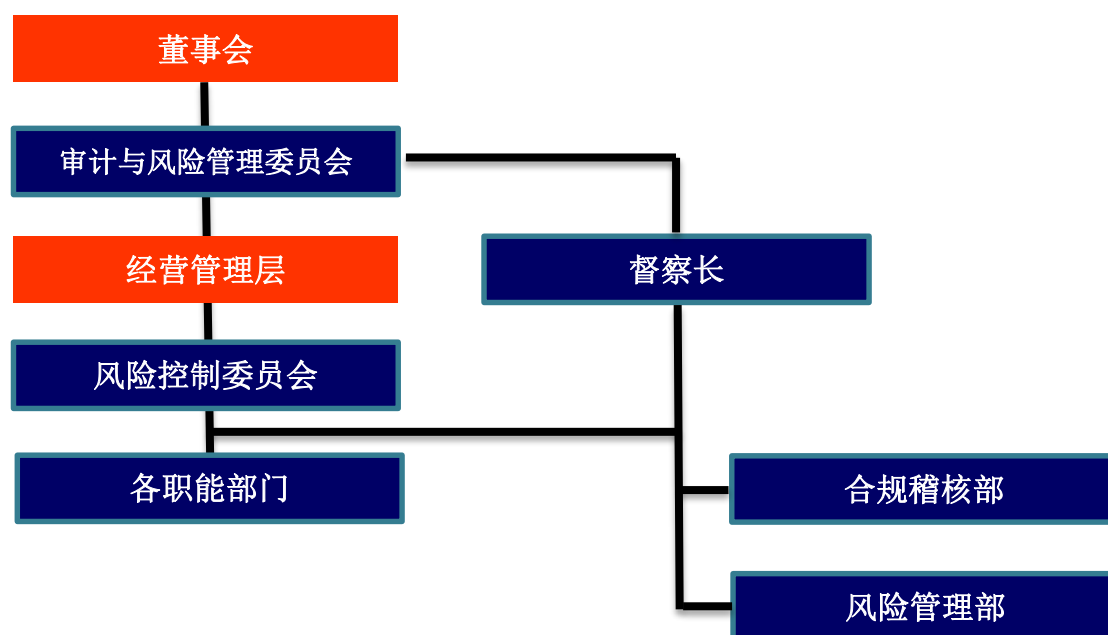 董事会
审计与风险管理委员会
经营管理层
督察长
风险控制委员会
各职能部门
合规稽核部
风险管理部